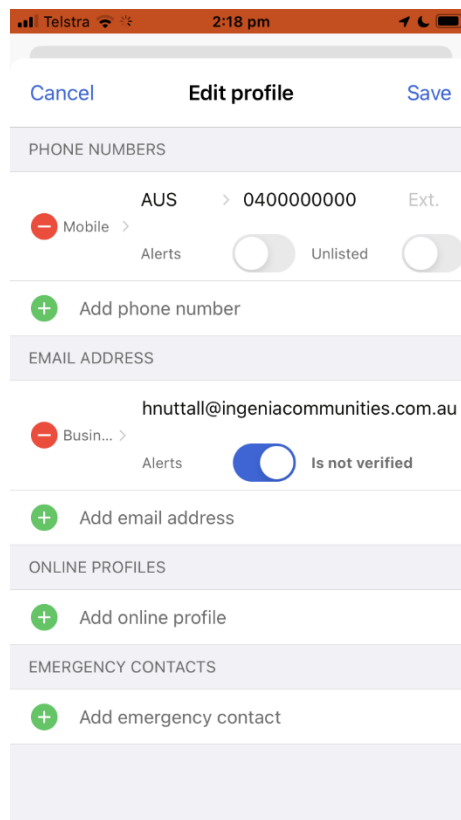 Telstra 2:18 pm
Cancel Edit profile Save
PHONE NUMBERS
AUS 0400000000 Ext.
Mobile
Alerts Unlisted
Add phone number
EMAIL ADDRESS
hnuttall@ingeniacommunities.com.au
Busin...
Alerts Is not verified
Add email address
ONLINE PROFILES
Add online profile
EMERGENCY CONTACTS
Add emergency contact